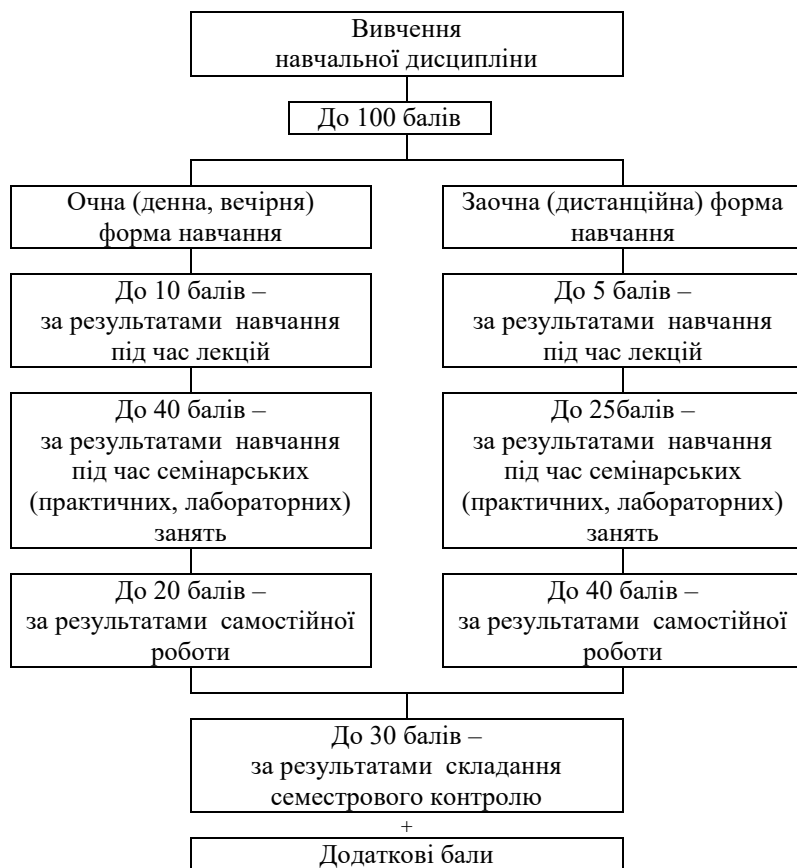 Вивчення
навчальної дисципліни
До 100 балів
Очна (денна, вечірня)
форма навчання
До 10 балів –
за результатами навчання
під час лекцій
До 40 балів –
за результатами навчання
під час семінарських
(практичних, лабораторних)
занять
До 20 балів –
за результатами самостійної
роботи
Заочна (дистанційна) форма
навчання
До 5 балів –
за результатами навчання
під час лекцій
До 25балів –
за результатами навчання
під час семінарських
(практичних, лабораторних)
занять
До 40 балів –
за результатами самостійної
роботи
До 30 балів –
за результатами складання
семестрового контролю
+
Додаткові бали